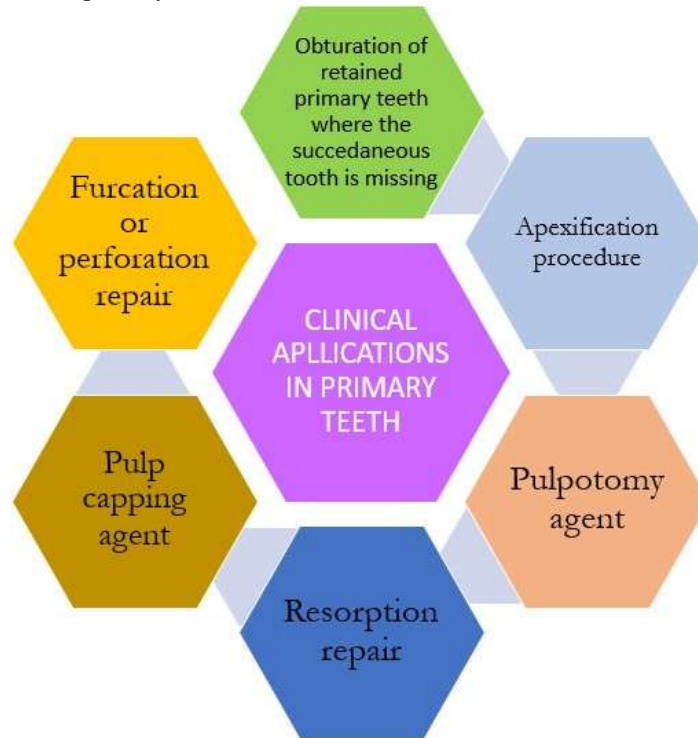 Obturation of
retained
primary teeth
where the
succedaneous
tooth is missing
Furcation
or
perforation
repair
Apexification
procedure
CLINICAL
APLLICATIONS
IN PRIMARY
TEETH
Pulp
capping
agent
Pulpotomy
agent
Resorption
repair